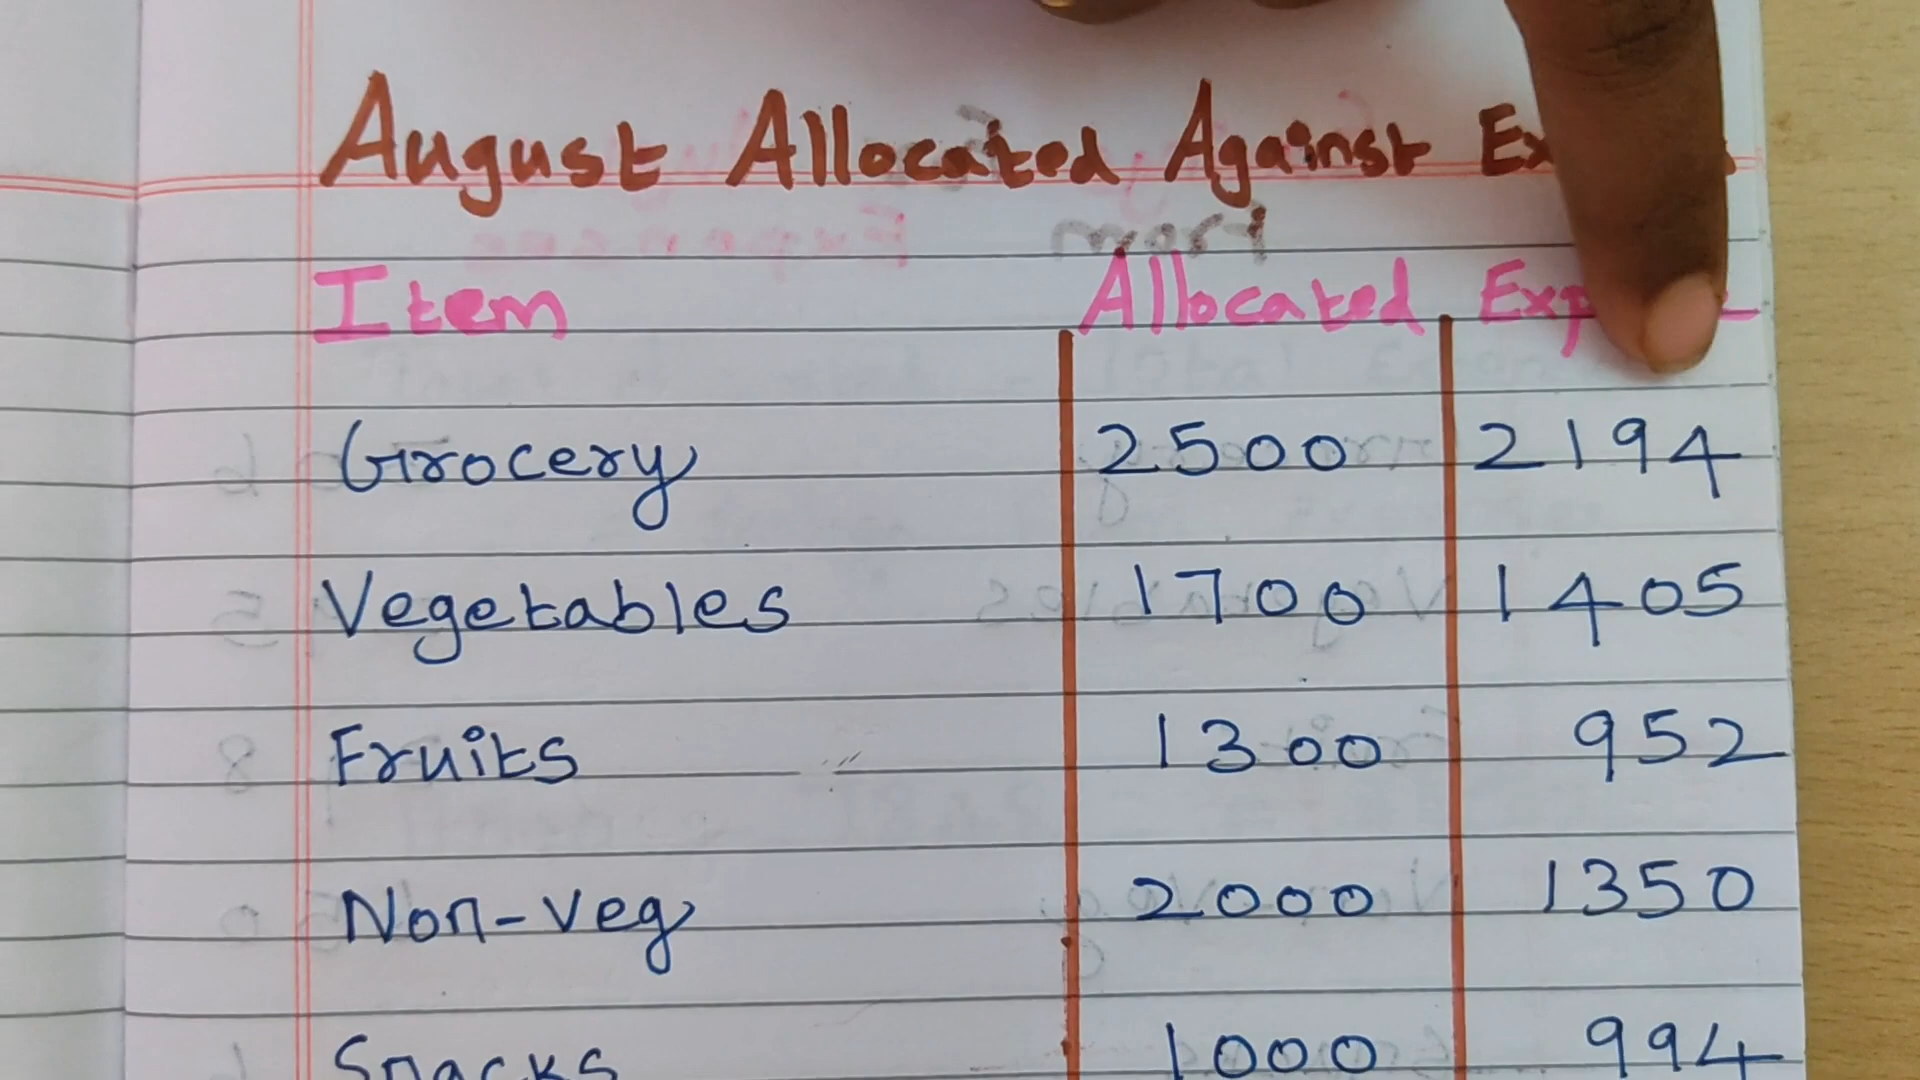 August Allocated Against
Item Allocated
Grocery 2500 2194
Vegetables 1700 1405
Fruits 1300 952
Non-veg 2000 1350
Snacks 1000 994